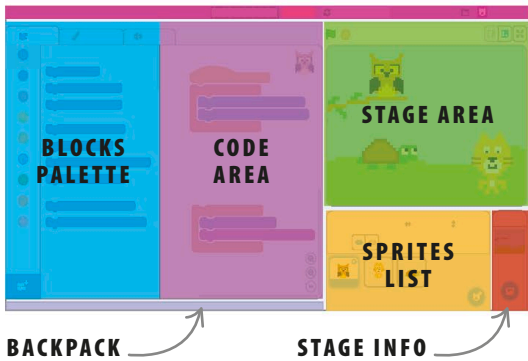 BLOCKS
PALETTE
CODE
AREA
STAGE AREA
SPRITES
LIST
BACKPACK
STAGE INFO